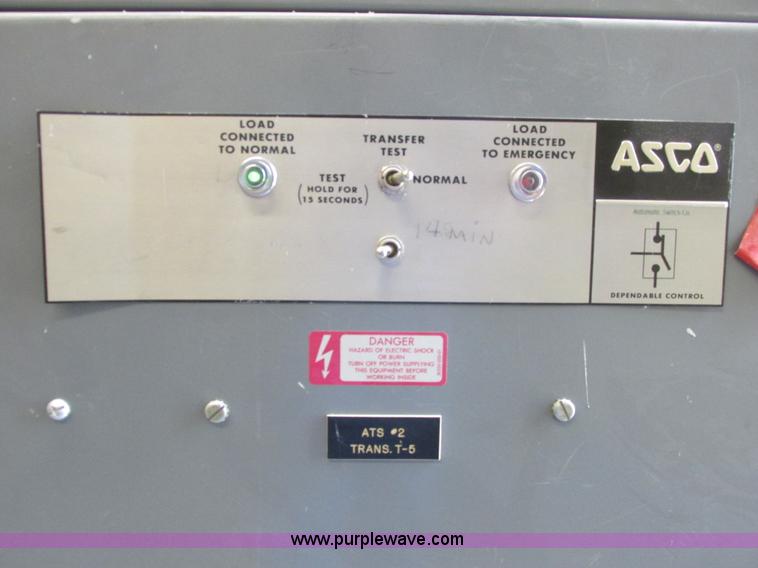 LOAD
CONNECTED
TO NORMAL
TRANSFER
TEST
LOAD
CONNECTED
TO EMERGENCY
TEST
(HOLD FOR
15 SECONDS)
NORMAL
MIN
ASCO®
Automatic Switch Co.
DEPENDABLE CONTROL
DANGER
HAZARD OF ELECTRIC SHOCK
OR BURN
TURN OFF POWER SUPPLYING
THIS EQUIPMENT BEFORE
WORKING INSIDE
ATS #2
TRANS. T-5
www.purplewave.com